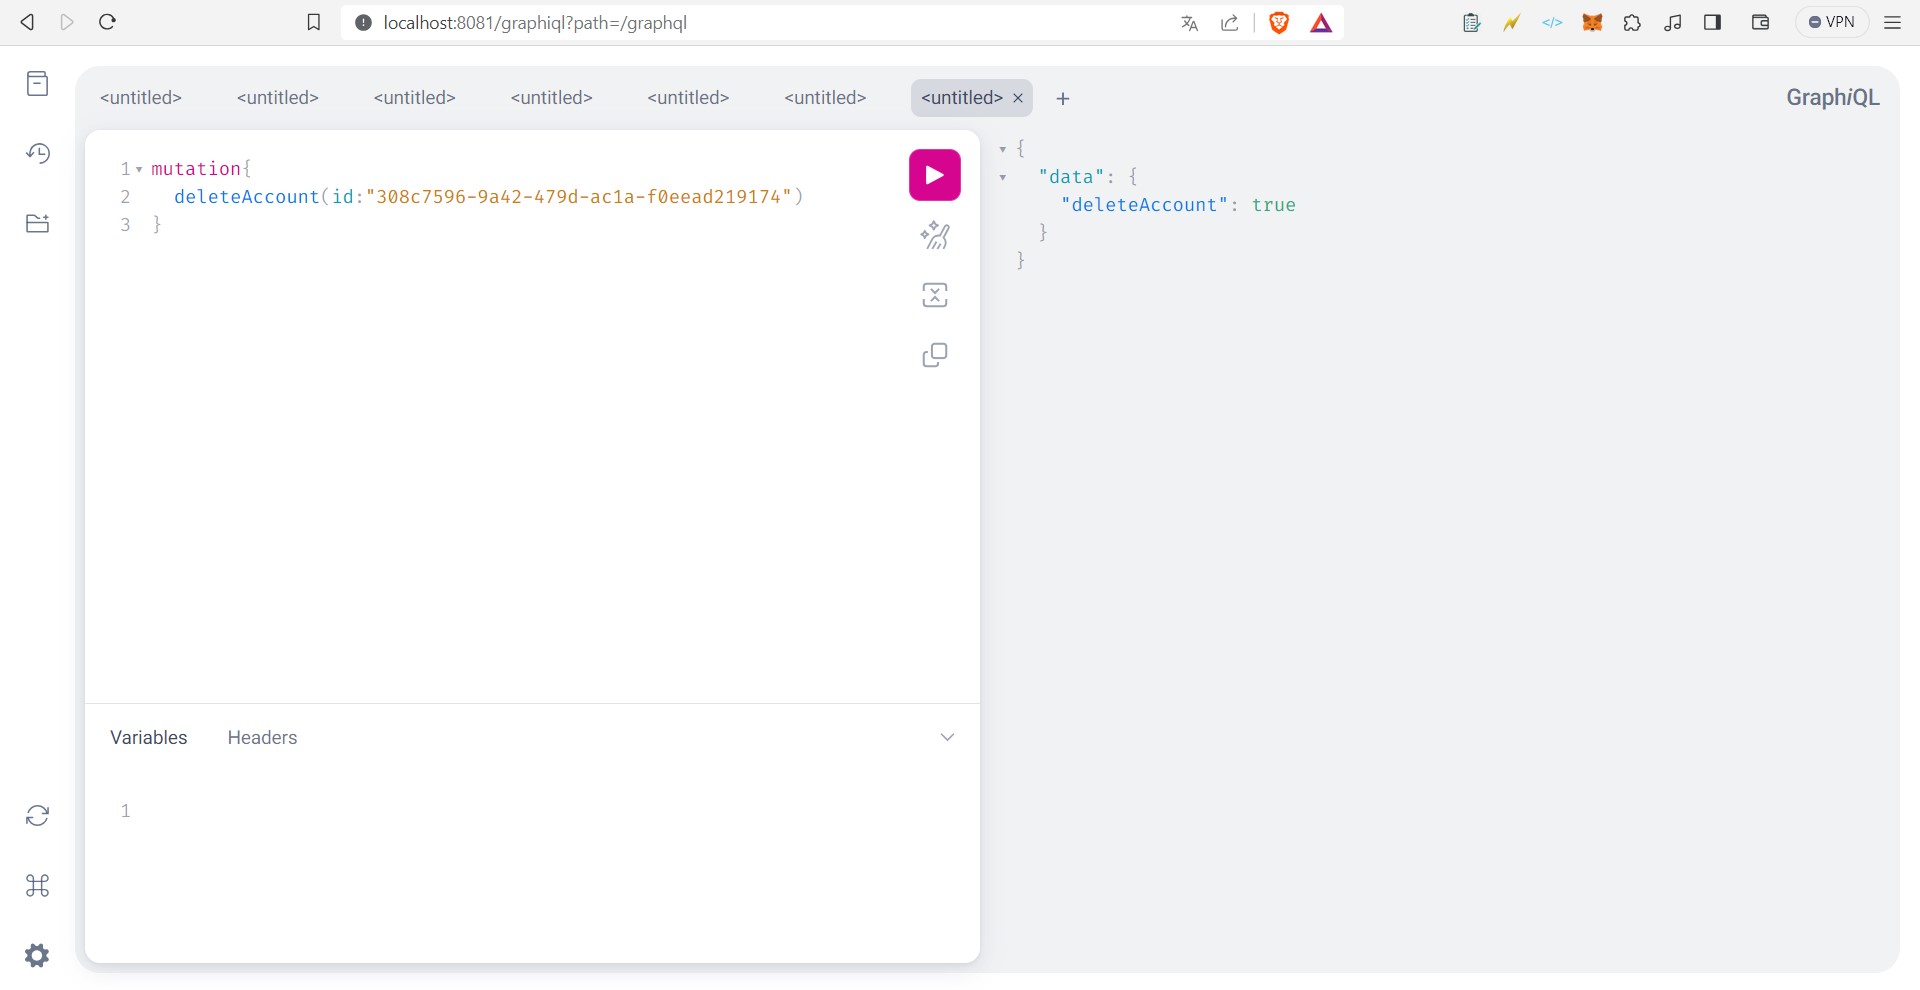 localhost:8081/graphiql?path=/graphql
VPN
<untitled> <untitled> <untitled> <untitled> <untitled> <untitled> <untitled> × + GraphiQL
1 mutation{
2   deleteAccount(id:"308c7596-9a42-479d-ac1a-f0eead219174")
3 }
{
  "data": {
    "deleteAccount": true
  }
}
Variables Headers
1